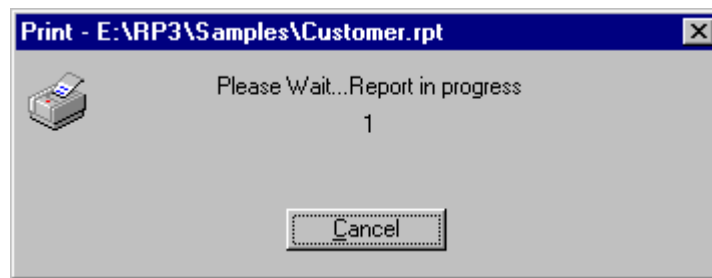 Print - E:\RP3\Samples\Customer.rpt
Please Wait...Report in progress
1
Cancel